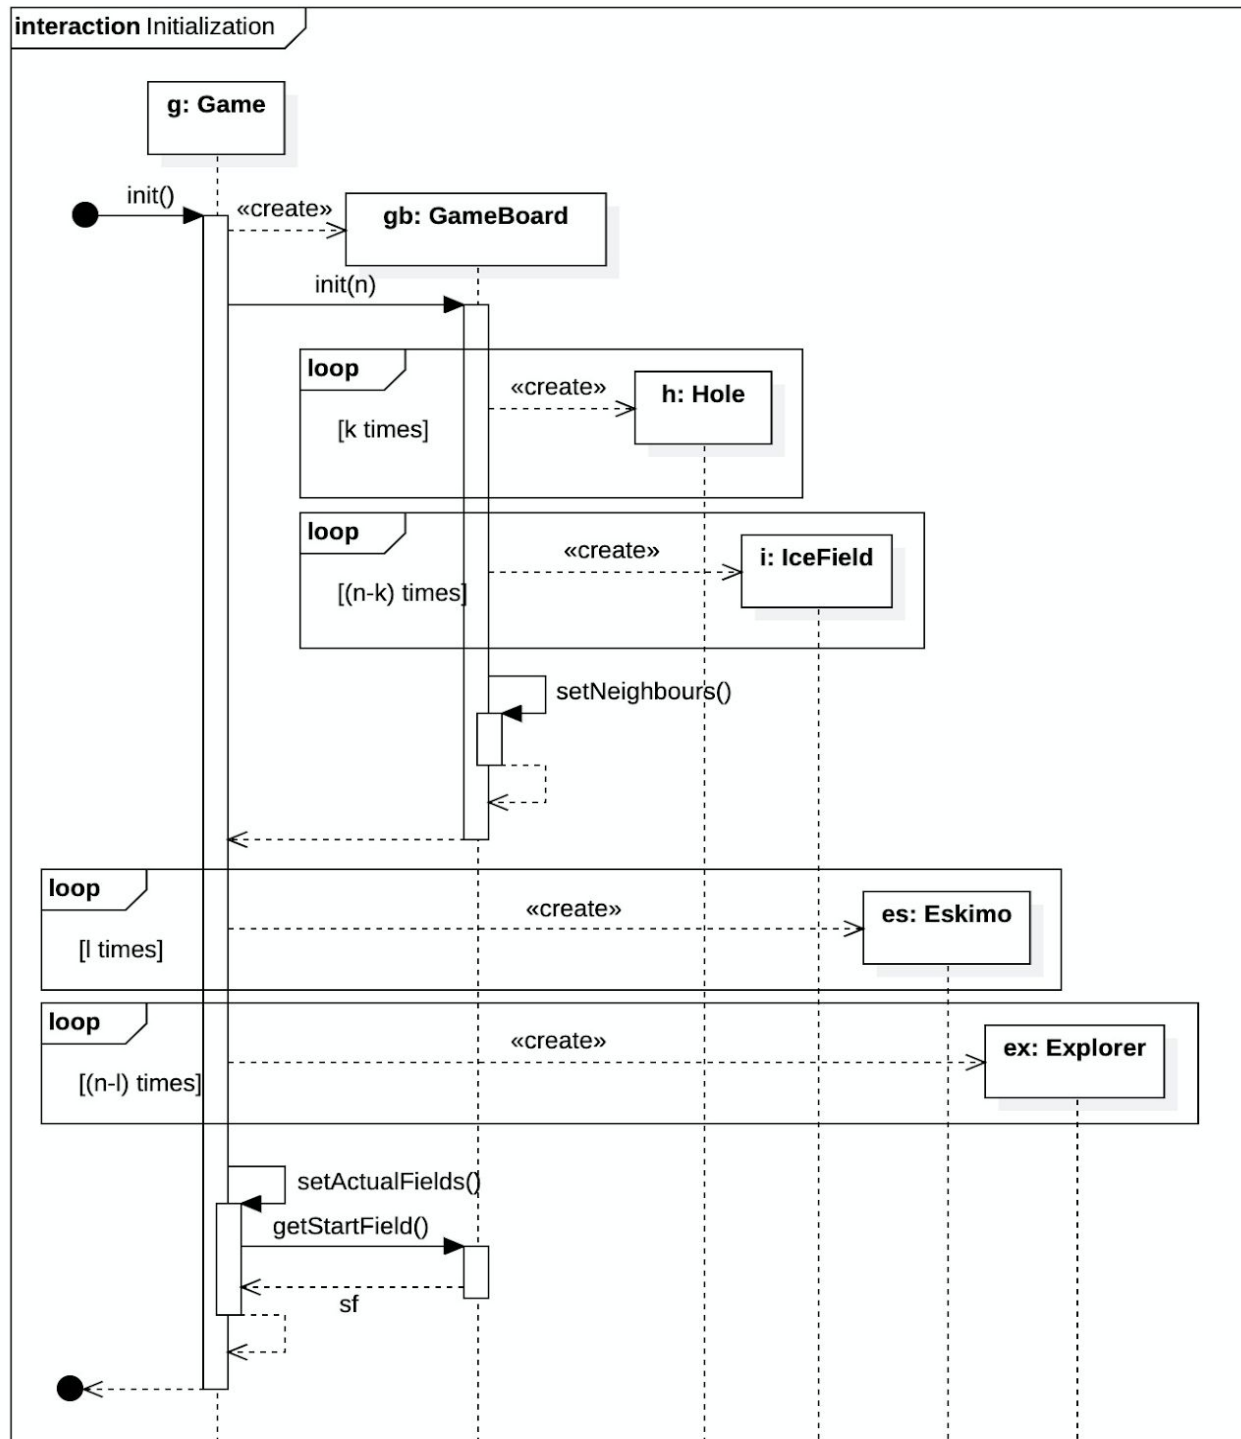 interaction Initialization
g: Game
init()
«create»
gb: GameBoard
init(n)
loop
«create»
h: Hole
[k times]
loop
«create»
i: IceField
[(n-k) times]
setNeighbours()
loop
«create»
es: Eskimo
[l times]
loop
«create»
ex: Explorer
[(n-l) times]
setActualFields()
getStartField()
sf